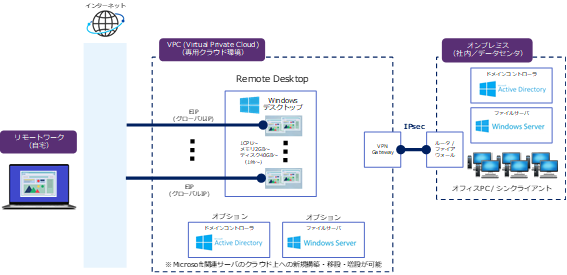 インターネット
VPC (Virtual Private Cloud)
(専用クラウド環境)
オンプレミス
(社内/データセンタ)
Remote Desktop
ドメインコントローラ
Active Directory
Windows
デスクトップ
EIP
(グローバルIP)
ファイルサーバ
Windows Server
リモートワーク
(自宅)
1CPU～
メモリ2GB～
ディスク40GB～
(1台～)
IPsec
VPN
Gateway
ルータ/
ファイア
ウォール
EIP
(グローバルIP)
オフィスPC/シンクライアント
オプション
オプション
ドメインコントローラ
Active Directory
ファイルサーバ
Windows Server
※Microsoft関連サーバのクラウド上への新規構築・移設・増設が可能